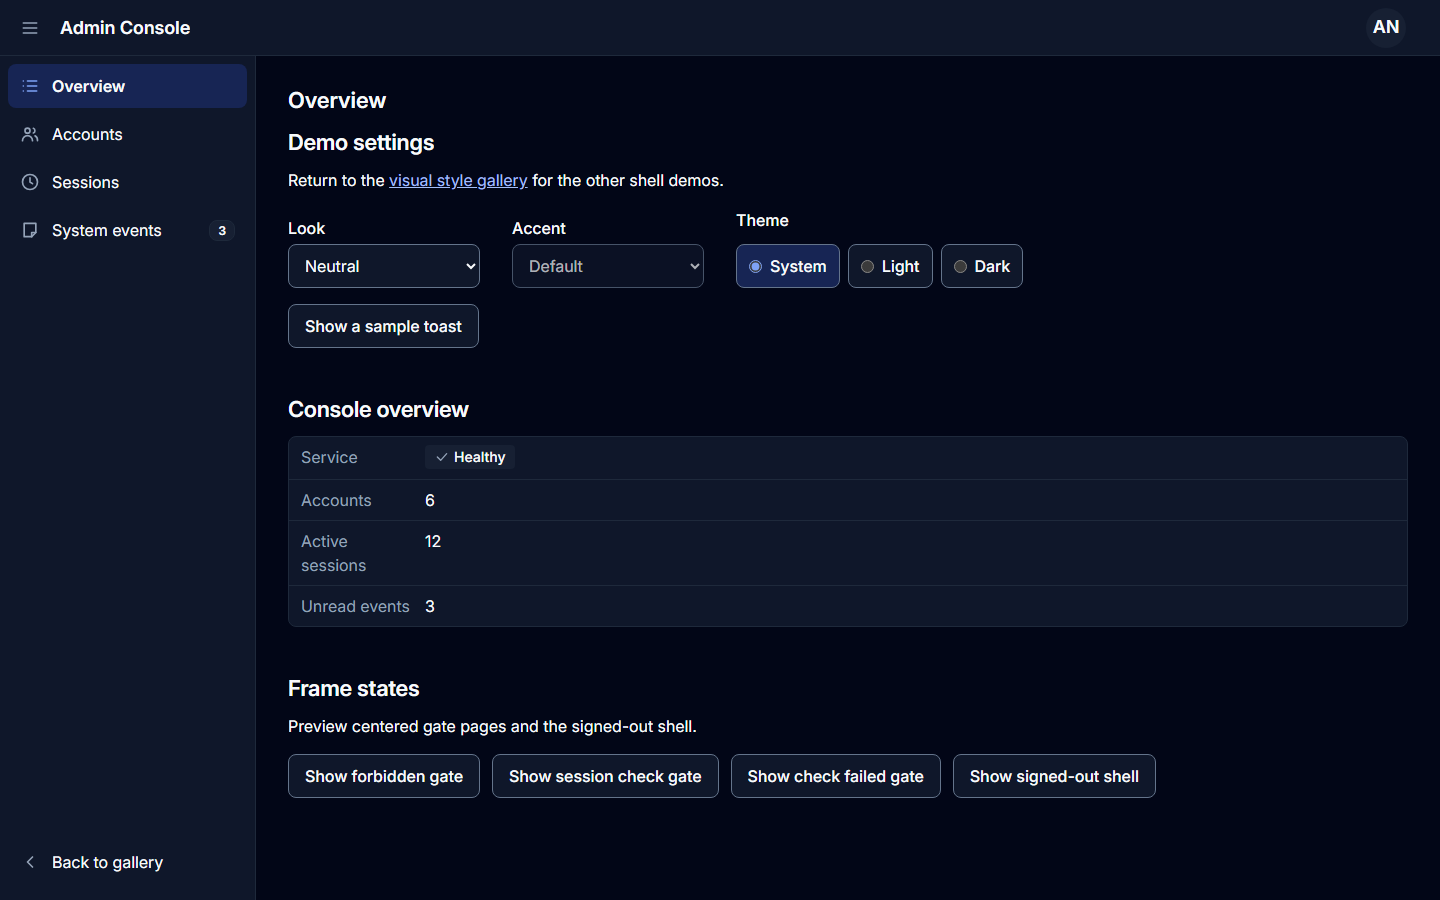 Admin Console
AN
Overview
Accounts
Sessions
System events 3
Back to gallery
Overview
Demo settings
Return to the visual style gallery for the other shell demos.
Look
Neutral
Accent
Default
Theme
System
Light
Dark
Show a sample toast
Console overview
Service Healthy
Accounts 6
Active sessions 12
Unread events 3
Frame states
Preview centered gate pages and the signed-out shell.
Show forbidden gate
Show session check gate
Show check failed gate
Show signed-out shell